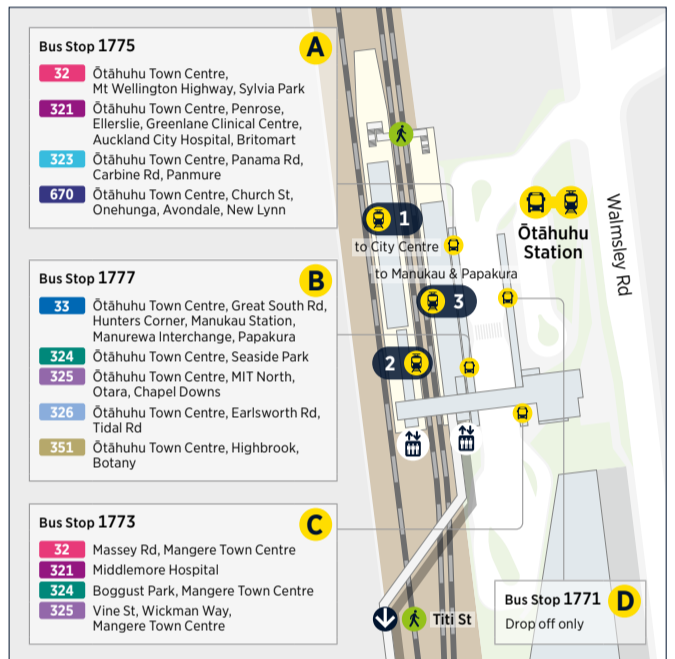 Bus Stop 1775
A
32 Ōtāhuhu Town Centre,
Mt Wellington Highway, Sylvia Park
321 Ōtāhuhu Town Centre, Penrose,
Ellerslie, Greenlane Clinical Centre,
Auckland City Hospital, Britomart
323 Ōtāhuhu Town Centre, Panama Rd,
Carbine Rd, Panmure
670 Ōtāhuhu Town Centre, Church St,
Onehunga, Avondale, New Lynn
Bus Stop 1777
B
33 Ōtāhuhu Town Centre, Great South Rd,
Hunters Corner, Manukau Station,
Manurewa Interchange, Papakura
324 Ōtāhuhu Town Centre, Seaside Park
325 Ōtāhuhu Town Centre, MIT North,
Otara, Chapel Downs
326 Ōtāhuhu Town Centre, Earlsworth Rd,
Tidal Rd
351 Ōtāhuhu Town Centre, Highbrook,
Botany
Bus Stop 1773
C
32 Massey Rd, Mangere Town Centre
321 Middlemore Hospital
324 Boggust Park, Mangere Town Centre
325 Vine St, Wickman Way,
Mangere Town Centre
1
to City Centre
to Manukau & Papakura
3
2
Ōtāhuhu
Station
Walmsley Rd
Titi St
Bus Stop 1771
D
Drop off only